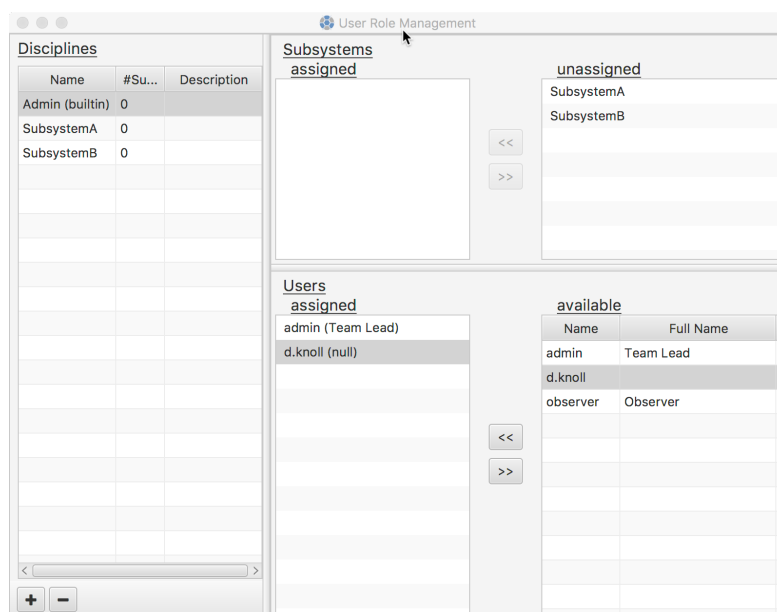 User Role Management
Disciplines
Name #Su... Description
Admin (builtin) 0
SubsystemA 0
SubsystemB 0
+ −
Subsystems
assigned
unassigned
SubsystemA
SubsystemB
<<
>>
Users
assigned
admin (Team Lead)
d.knoll (null)
<<
>>
available
Name Full Name
admin Team Lead
d.knoll
observer Observer